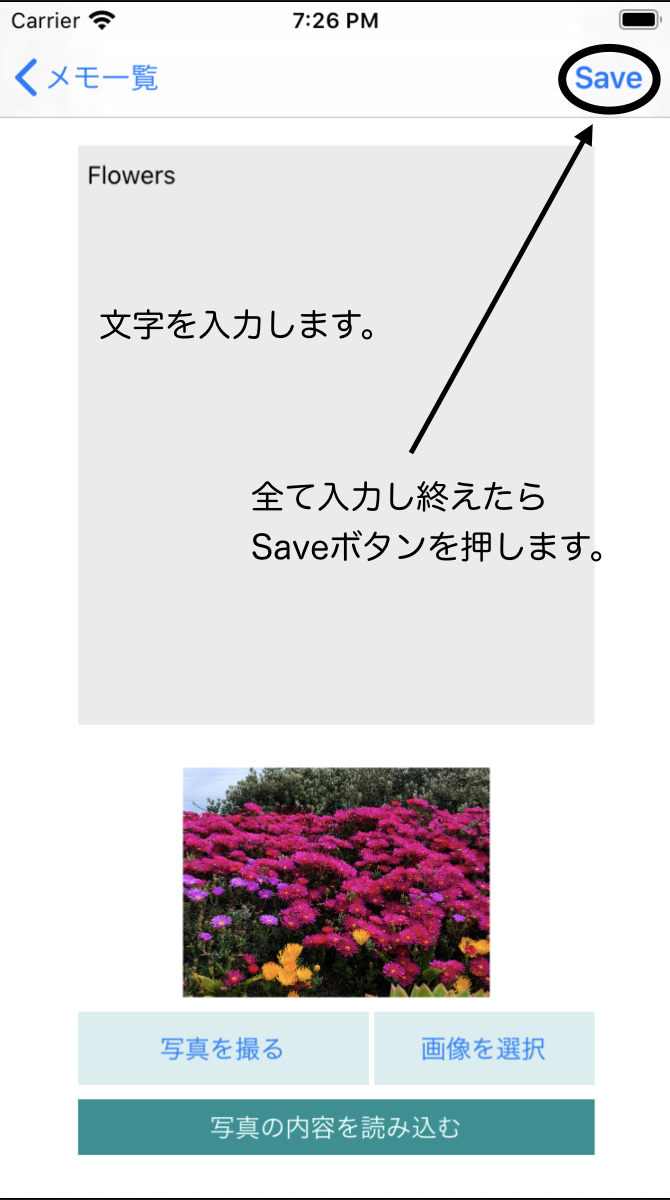 Carrier 7:26 PM
メモ一覧 Save
Flowers
文字を入力します。
全て入力し終えたら
Saveボタンを押します。
写真を撮る 画像を選択
写真の内容を読み込む